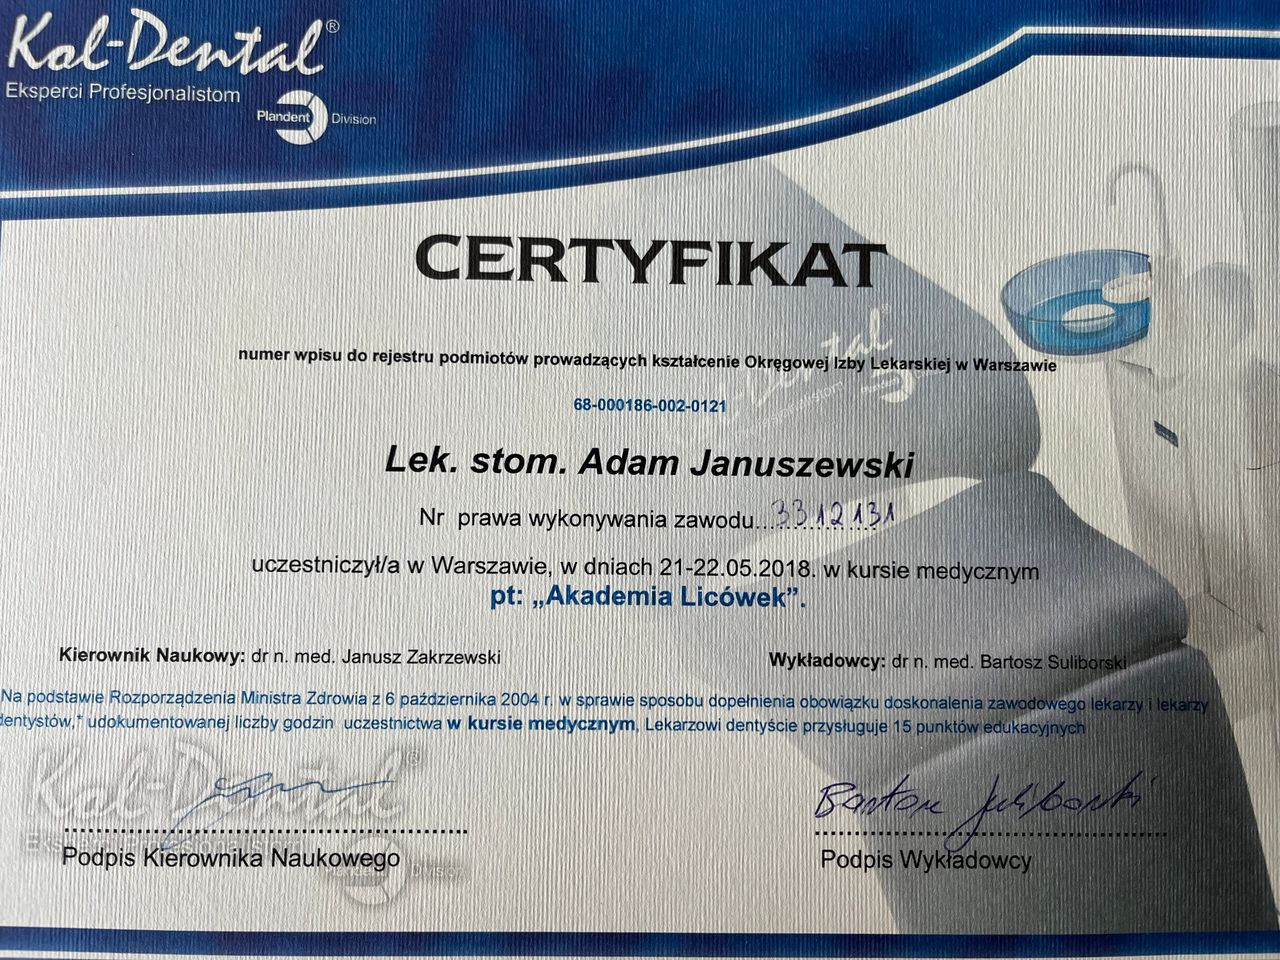 Kol-Dental®
Eksperci Profesjonalistom
Plandent Division
CERTYFIKAT
numer wpisu do rejestru podmiotów prowadzących kształcenie Okręgowej Izby Lekarskiej w Warszawie
68-000186-002-0121
Lek. stom. Adam Januszewski
Nr prawa wykonywania zawodu...3312131
uczestniczył/a w Warszawie, w dniach 21-22.05.2018. w kursie medycznym
pt: „Akademia Licówek”.
Kierownik Naukowy: dr n. med. Janusz Zakrzewski
Wykładowcy: dr n. med. Bartosz Suliborski
Na podstawie Rozporządzenia Ministra Zdrowia z 6 października 2004 r. w sprawie sposobu dopełnienia obowiązku doskonalenia zawodowego lekarzy i lekarzy
dentystów,* udokumentowanej liczby godzin uczestnictwa w kursie medycznym, Lekarzowi dentyście przysługuje 15 punktów edukacyjnych
Kol-Dental®
Bartosz Suliborski
Podpis Kierownika Naukowego
Podpis Wykładowcy
Plandent Division